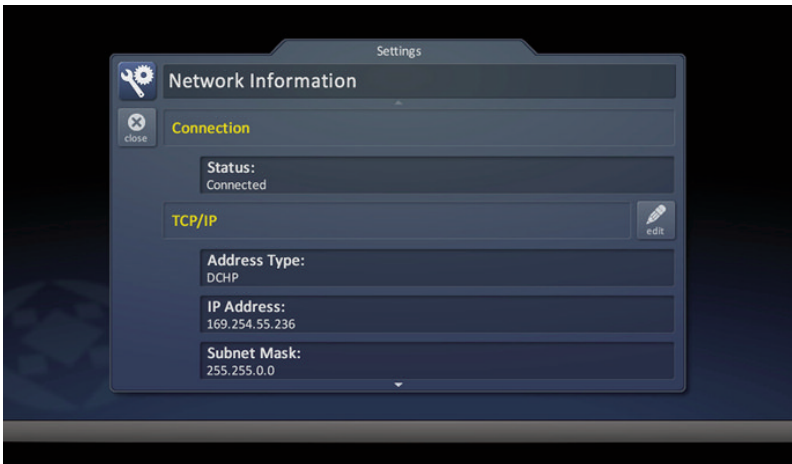 Settings
Network Information
close
Connection
Status:
Connected
TCP/IP
edit
Address Type:
DCHP
IP Address:
169.254.55.236
Subnet Mask:
255.255.0.0